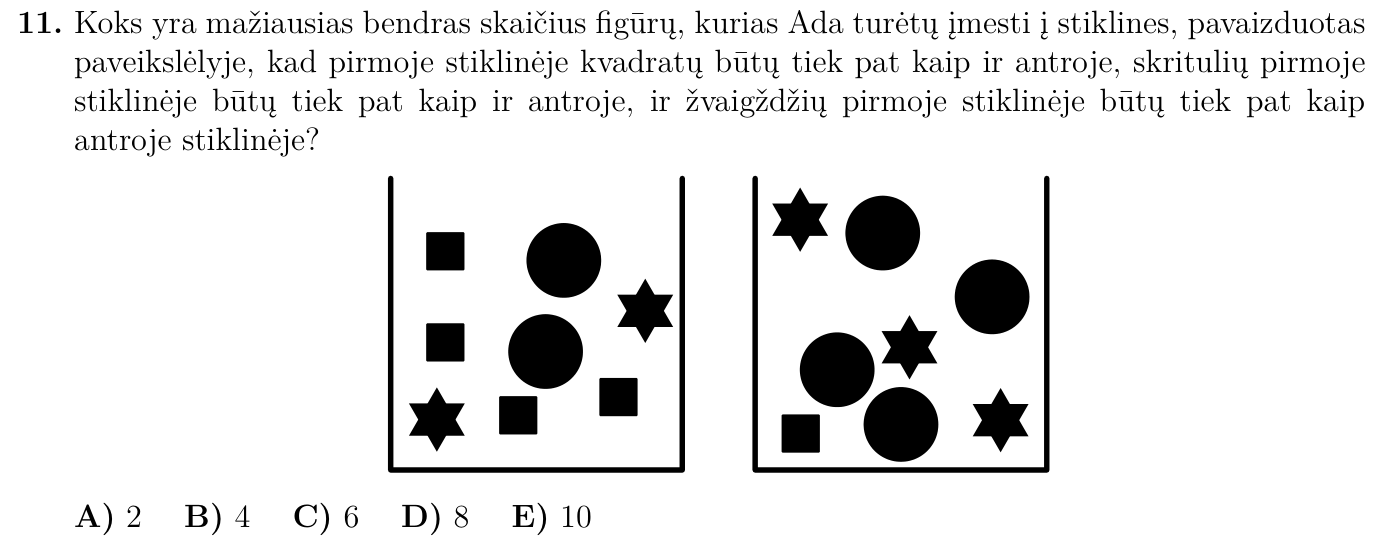 11. Koks yra mažiausias bendras skaičius figūrų, kurias Ada turėtų įmesti į stiklines, pavaizduotas
paveikslėlyje, kad pirmoje stiklinėje kvadratų būtų tiek pat kaip ir antroje, skritulių pirmoje
stiklinėje būtų tiek pat kaip ir antroje, ir žvaigždžių pirmoje stiklinėje būtų tiek pat kaip
antroje stiklinėje?
A) 2 B) 4 C) 6 D) 8 E) 10